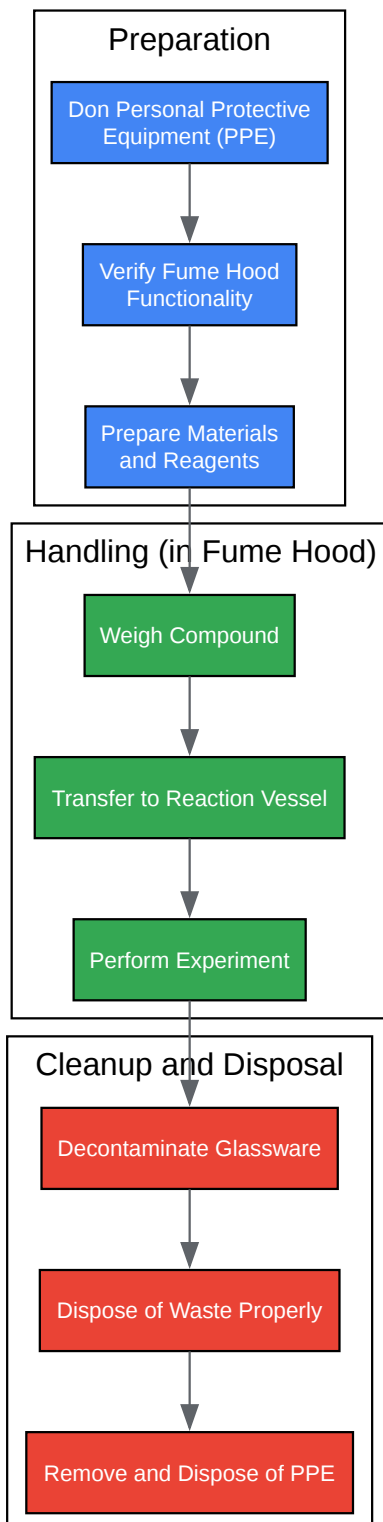 Preparation
Don Personal Protective
Equipment (PPE)
Verify Fume Hood
Functionality
Prepare Materials
and Reagents
Handling (in Fume Hood)
Weigh Compound
Transfer to Reaction Vessel
Perform Experiment
Cleanup and Disposal
Decontaminate Glassware
Dispose of Waste Properly
Remove and Dispose of PPE